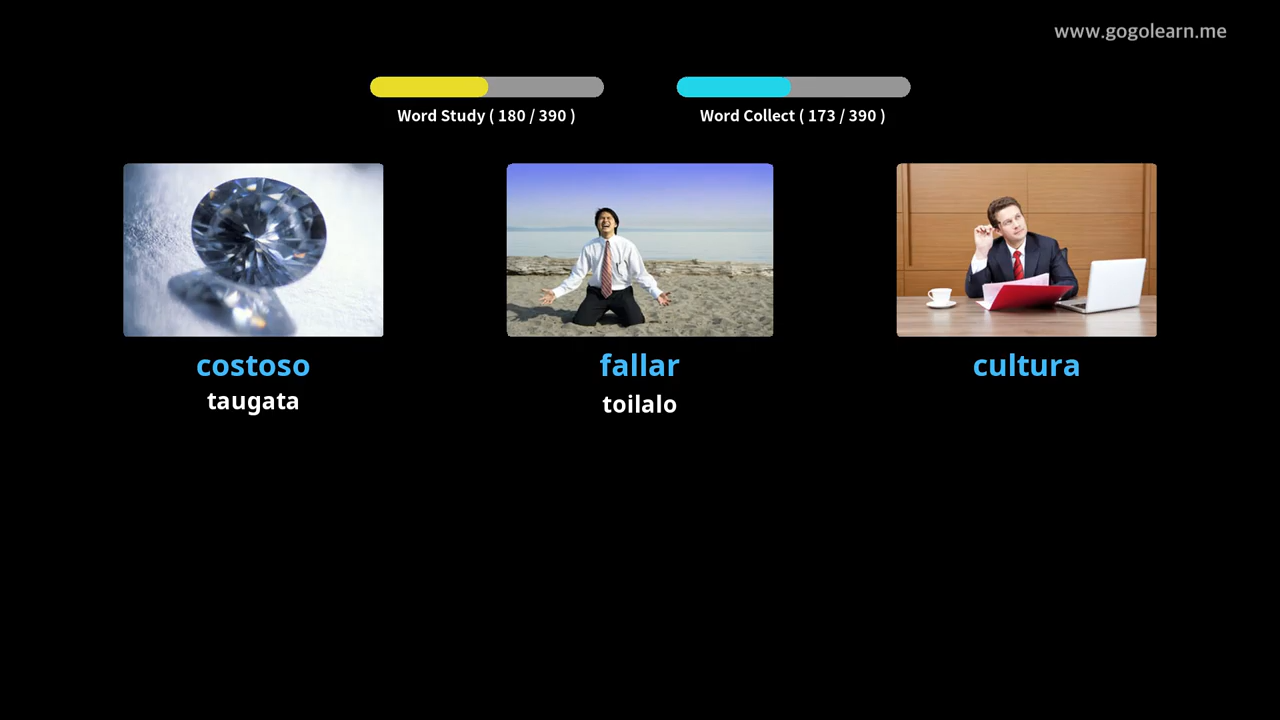 www.gogolearn.me
Word Study ( 180 / 390 )
Word Collect ( 173 / 390 )
costoso
taugata
fallar
toilalo
cultura